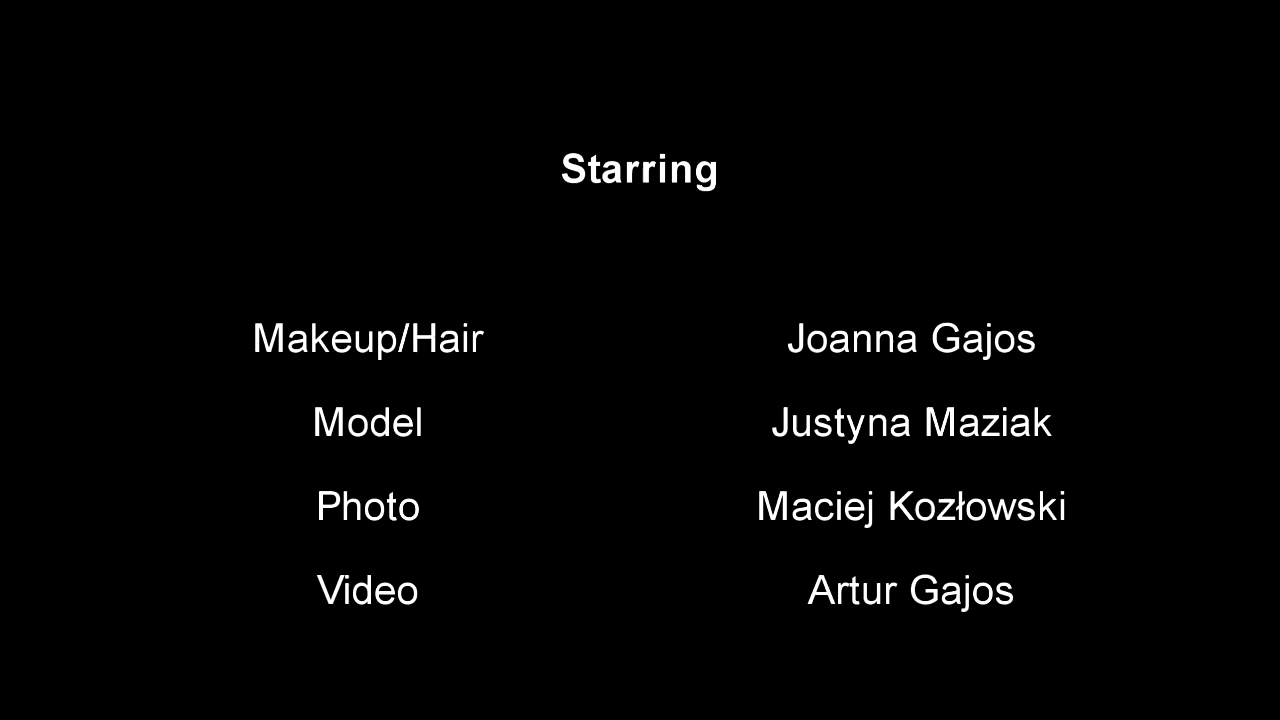 Starring
Makeup/Hair Joanna Gajos
Model Justyna Maziak
Photo Maciej Kozłowski
Video Artur Gajos